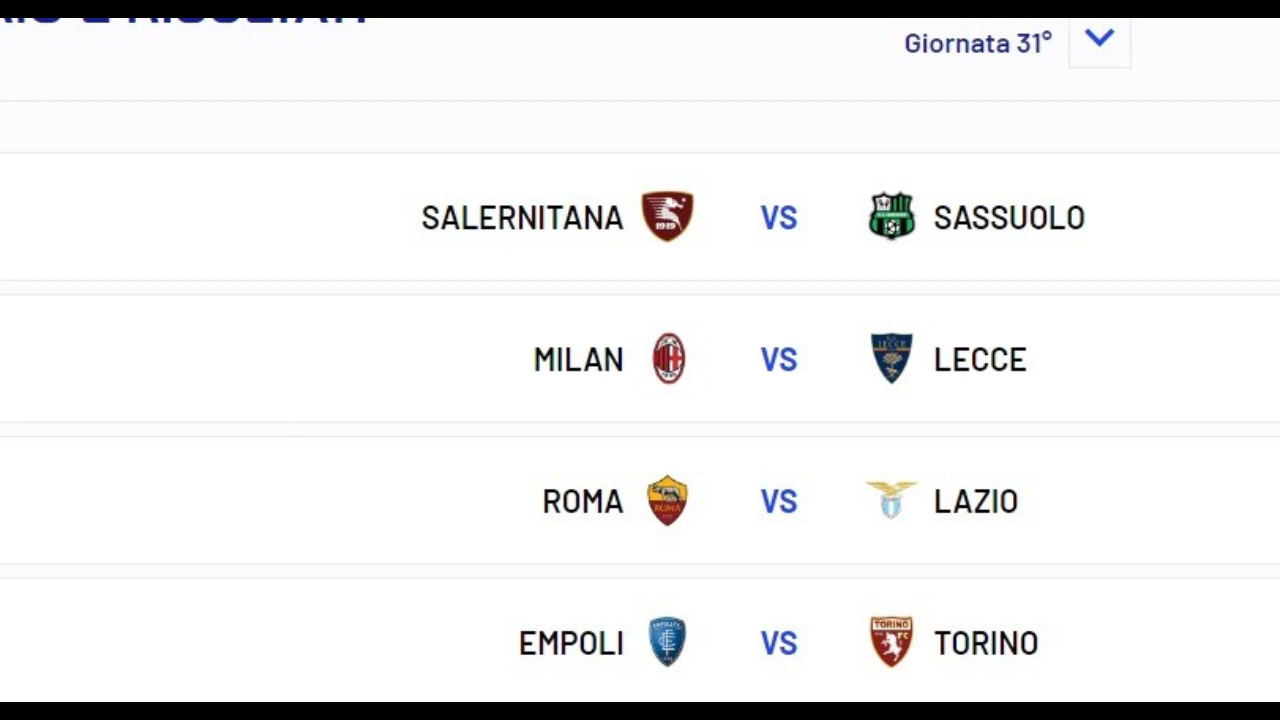 Giornata 31°
SALERNITANA VS SASSUOLO
MILAN VS LECCE
ROMA VS LAZIO
EMPOLI VS TORINO